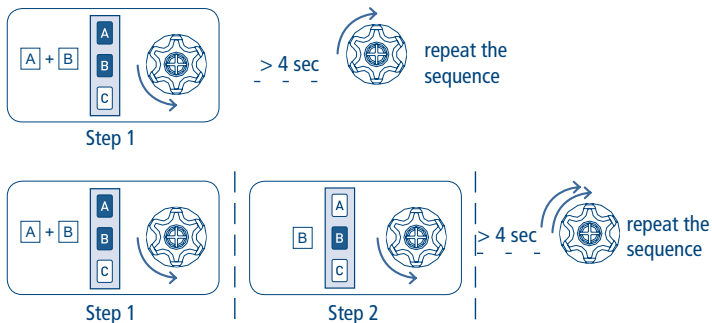 A + B
A
B
C
> 4 sec
repeat the
sequence
Step 1
A + B
A
B
C
B
A
B
C
> 4 sec
repeat the
sequence
Step 1
Step 2